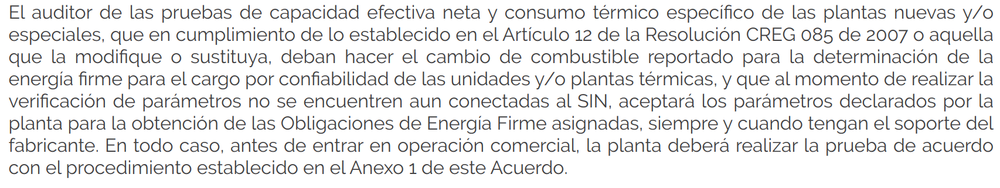 El auditor de las pruebas de capacidad efectiva neta y consumo térmico específico de las plantas nuevas y/o
especiales, que en cumplimiento de lo establecido en el Artículo 12 de la Resolución CREG 085 de 2007 o aquella
que la modifique o sustituya, deban hacer el cambio de combustible reportado para la determinación de la
energía firme para el cargo por confiabilidad de las unidades y/o plantas térmicas, y que al momento de realizar la
verificación de parámetros no se encuentren aun conectadas al SIN, aceptará los parámetros declarados por la
planta para la obtención de las Obligaciones de Energía Firme asignadas, siempre y cuando tengan el soporte del
fabricante. En todo caso, antes de entrar en operación comercial, la planta deberá realizar la prueba de acuerdo
con el procedimiento establecido en el Anexo 1 de este Acuerdo.